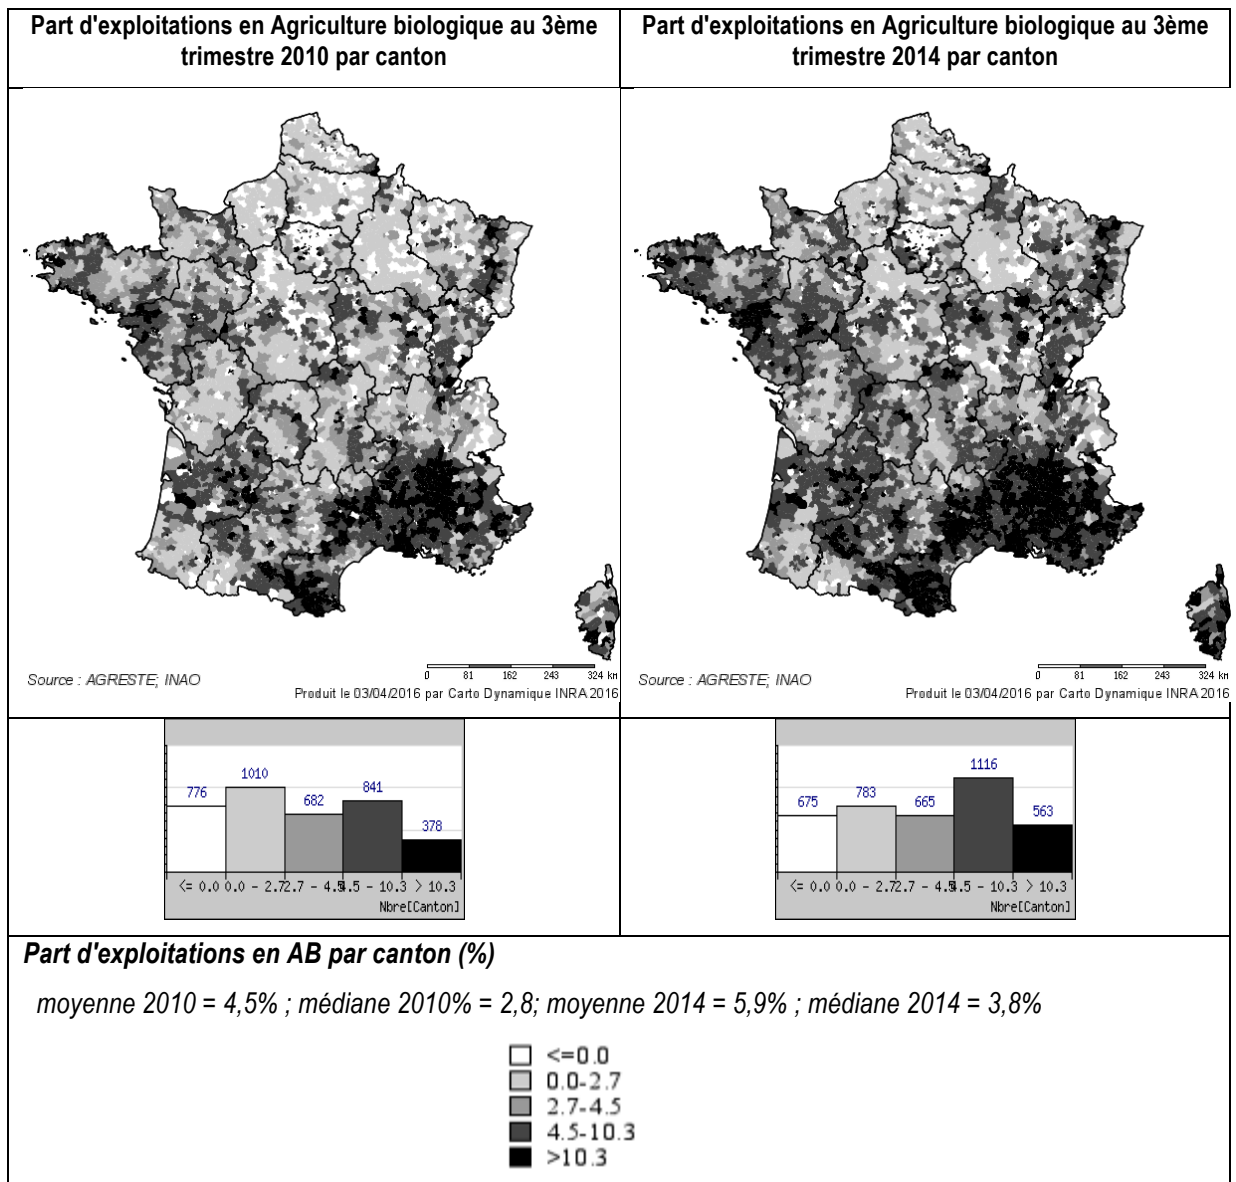 Part d'exploitations en Agriculture biologique au 3ème
trimestre 2010 par canton
Part d'exploitations en Agriculture biologique au 3ème
trimestre 2014 par canton
Source : AGRESTE; INAO
0 81 162 243 324 km
Produit le 03/04/2016 par Carto Dynamique INRA 2016
Source : AGRESTE; INAO
0 81 162 243 324 km
Produit le 03/04/2016 par Carto Dynamique INRA 2016
776 1010 682 841 378
<= 0.0 0.0 - 2.7 2.7 - 4.5 4.5 - 10.3 > 10.3
Nbre[Canton]
675 783 665 1116 563
<= 0.0 0.0 - 2.7 2.7 - 4.5 4.5 - 10.3 > 10.3
Nbre[Canton]
Part d'exploitations en AB par canton (%)
moyenne 2010 = 4,5% ; médiane 2010% = 2,8; moyenne 2014 = 5,9% ; médiane 2014 = 3,8%
<=0.0
0.0-2.7
2.7-4.5
4.5-10.3
>10.3